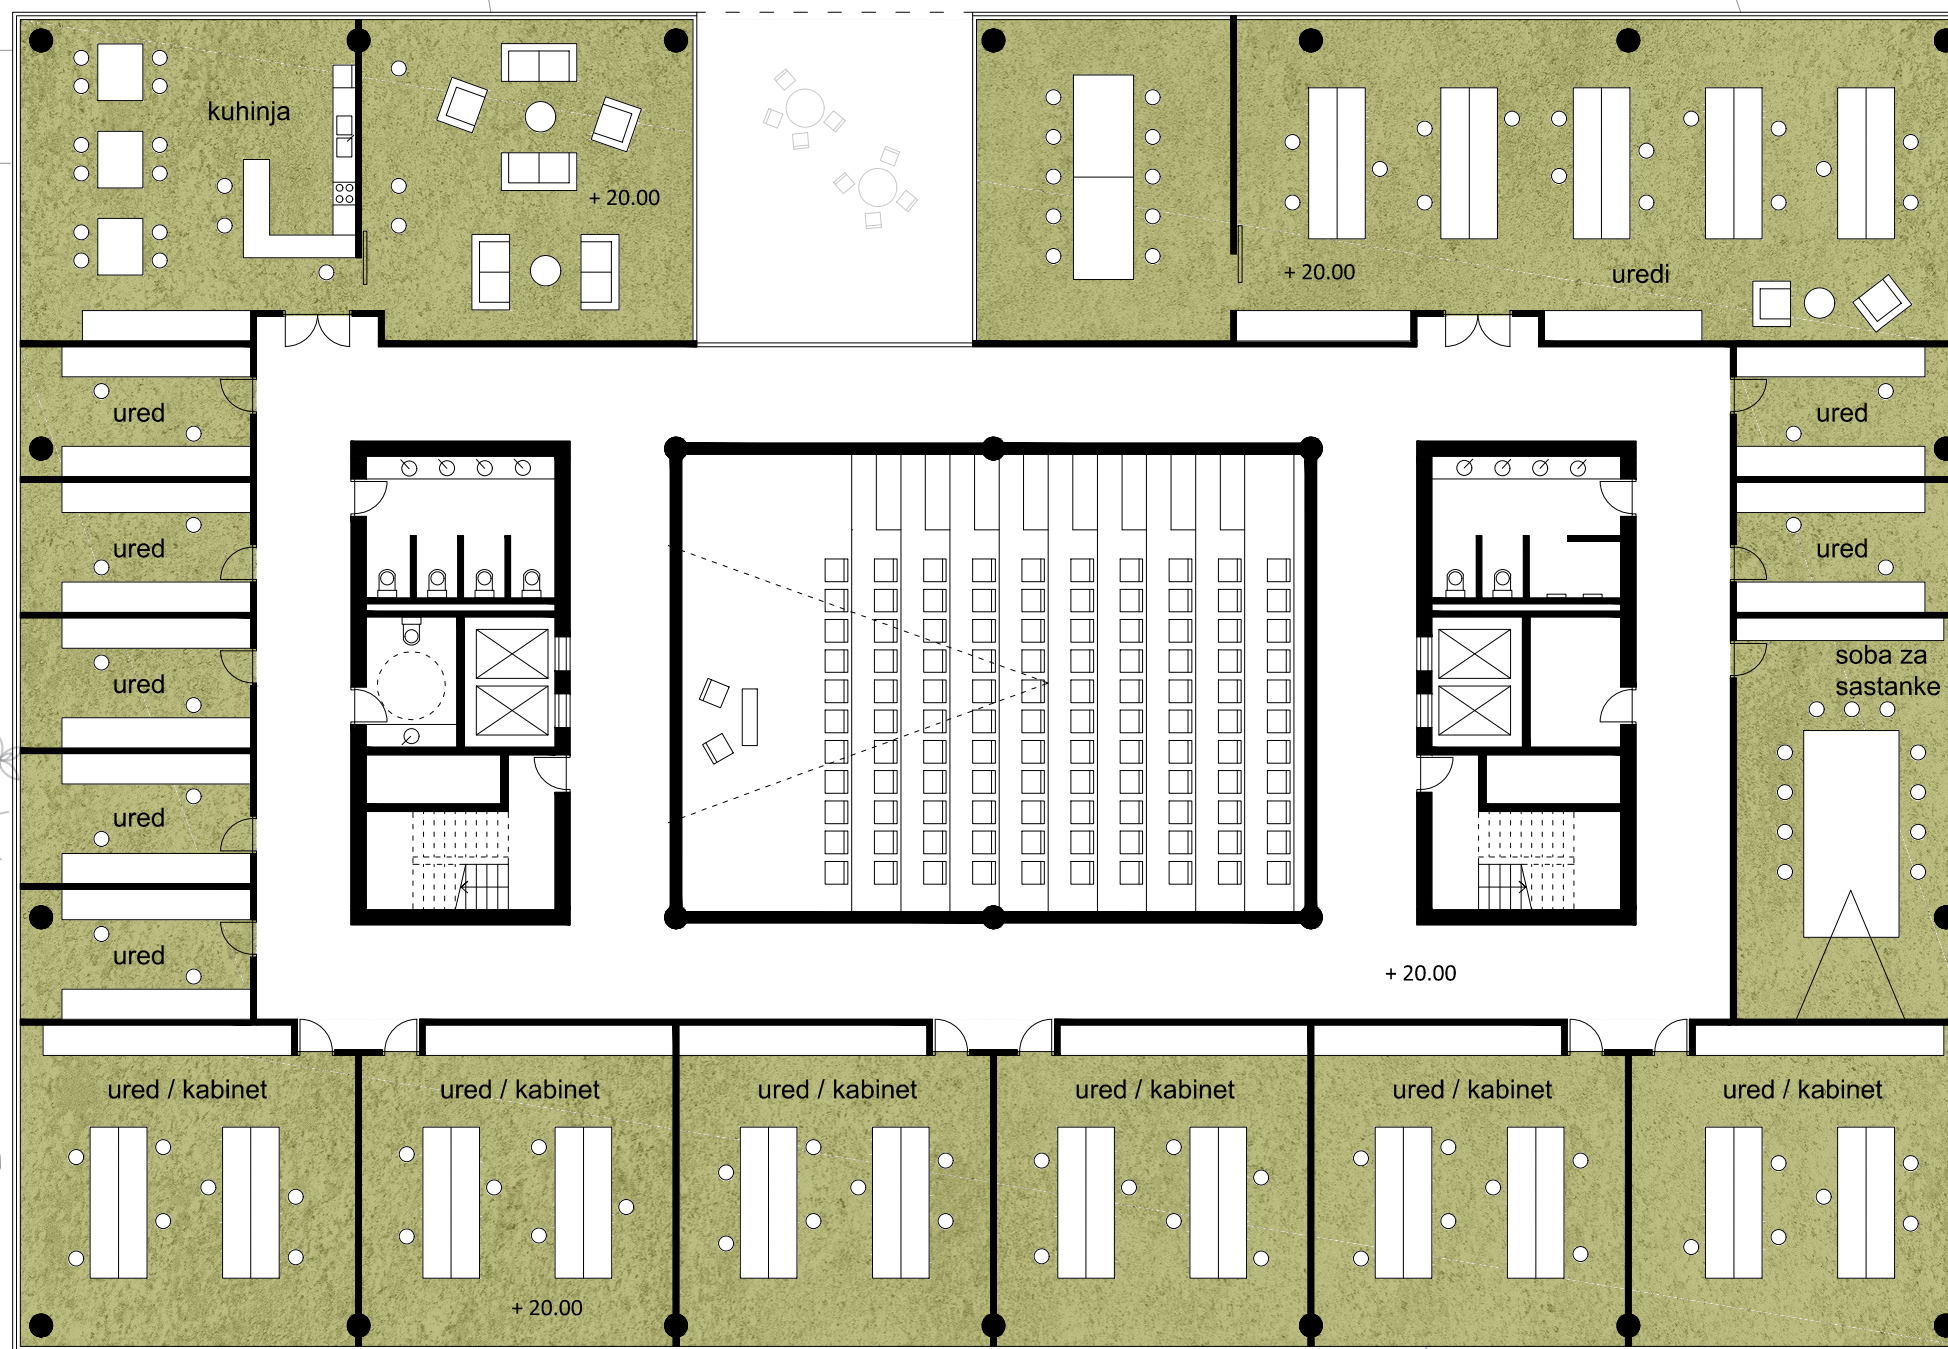 kuhinja
+ 20.00
+ 20.00
uredi
ured
ured
ured
ured
ured
ured
ured
soba za
sastanke
+ 20.00
ured / kabinet
ured / kabinet
ured / kabinet
ured / kabinet
ured / kabinet
ured / kabinet
+ 20.00